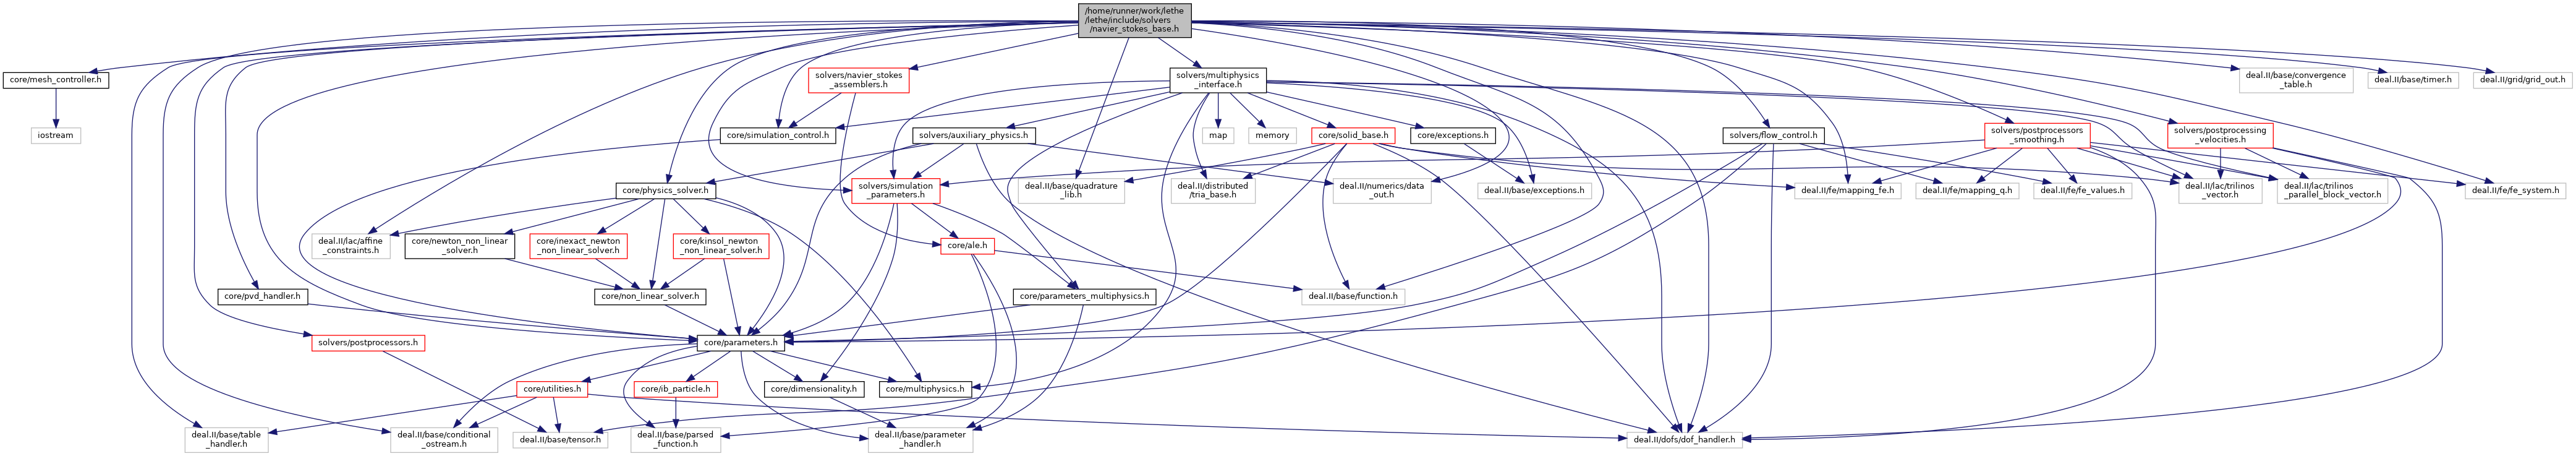 /home/runner/work/lethe
/lethe/include/solvers
/navier_stokes_base.h
core/mesh_controller.h
solvers/navier_stokes
_assemblers.h
solvers/multiphysics
_interface.h
deal.II/base/convergence
_table.h
deal.II/base/timer.h
deal.II/grid/grid_out.h
iostream
core/simulation_control.h
solvers/auxiliary_physics.h
map
memory
core/solid_base.h
core/exceptions.h
solvers/flow_control.h
solvers/postprocessors
_smoothing.h
solvers/postprocessing
_velocities.h
core/physics_solver.h
solvers/simulation
_parameters.h
deal.II/base/quadrature
_lib.h
deal.II/distributed
/tria_base.h
deal.II/numerics/data
_out.h
deal.II/base/exceptions.h
deal.II/fe/mapping_fe.h
deal.II/fe/mapping_q.h
deal.II/fe/fe_values.h
deal.II/lac/trilinos
_vector.h
deal.II/lac/trilinos
_parallel_block_vector.h
deal.II/fe/fe_system.h
deal.II/lac/affine
_constraints.h
core/newton_non_linear
_solver.h
core/inexact_newton
_non_linear_solver.h
core/kinsol_newton
_non_linear_solver.h
core/ale.h
core/pvd_handler.h
core/non_linear_solver.h
core/parameters_multiphysics.h
deal.II/base/function.h
solvers/postprocessors.h
core/parameters.h
core/utilities.h
core/ib_particle.h
core/dimensionality.h
core/multiphysics.h
deal.II/base/table
_handler.h
deal.II/base/conditional
_ostream.h
deal.II/base/tensor.h
deal.II/base/parsed
_function.h
deal.II/base/parameter
_handler.h
deal.II/dofs/dof_handler.h